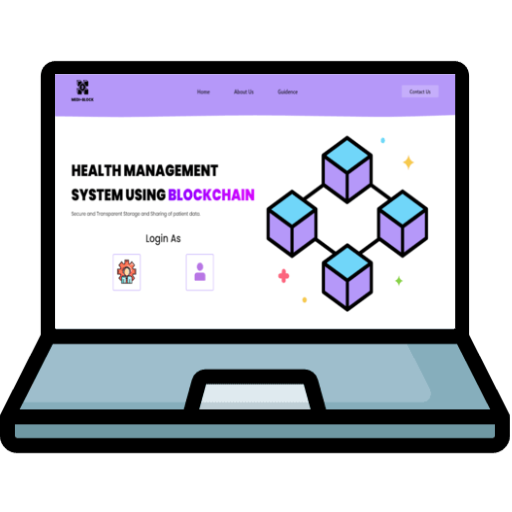 MEDI-BLOCK
Home About Us Guidence Contact Us
HEALTH MANAGEMENT
SYSTEM USING BLOCKCHAIN
Secure and Transparent Storage and Sharing of patient data.
Login As